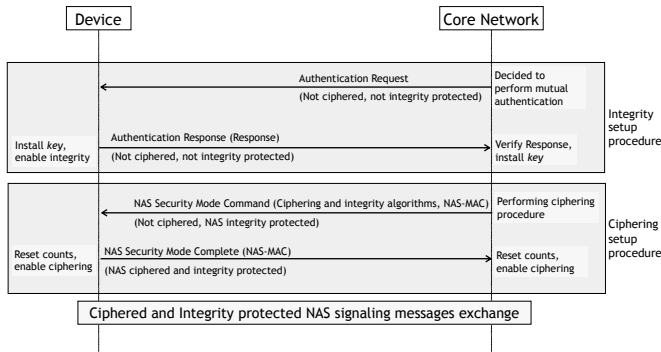 Device
Core Network
Authentication Request
(Not ciphered, not integrity protected)
Decided to
perform mutual
authentication
Install key,
enable integrity
Authentication Response (Response)
(Not ciphered, not integrity protected)
Verify Response,
install key
Integrity
setup
procedure
NAS Security Mode Command (Ciphering and integrity algorithms, NAS-MAC)
(Not ciphered, NAS integrity protected)
Performing ciphering
procedure
Reset counts,
enable ciphering
NAS Security Mode Complete (NAS-MAC)
(NAS ciphered and integrity protected)
Reset counts,
enable ciphering
Ciphering
setup
procedure
Ciphered and Integrity protected NAS signaling messages exchange